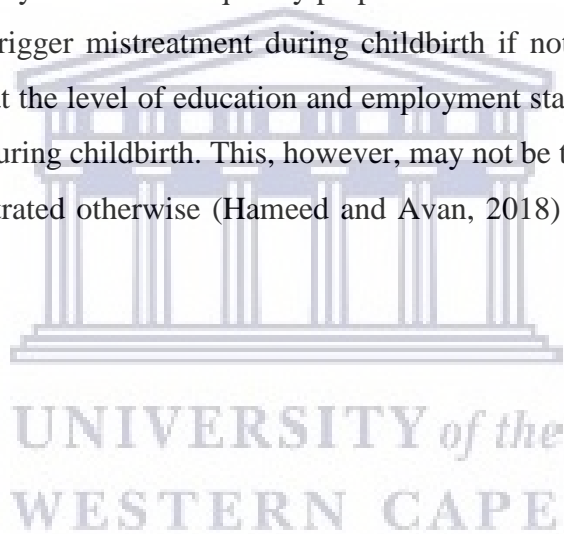 rigger mistreatment during childbirth if not
t the level of education and employment sta
uring childbirth. This, however, may not be t
trated otherwise (Hameed and Avan, 2018)
UNIVERSITY of the
WESTERN CAPE